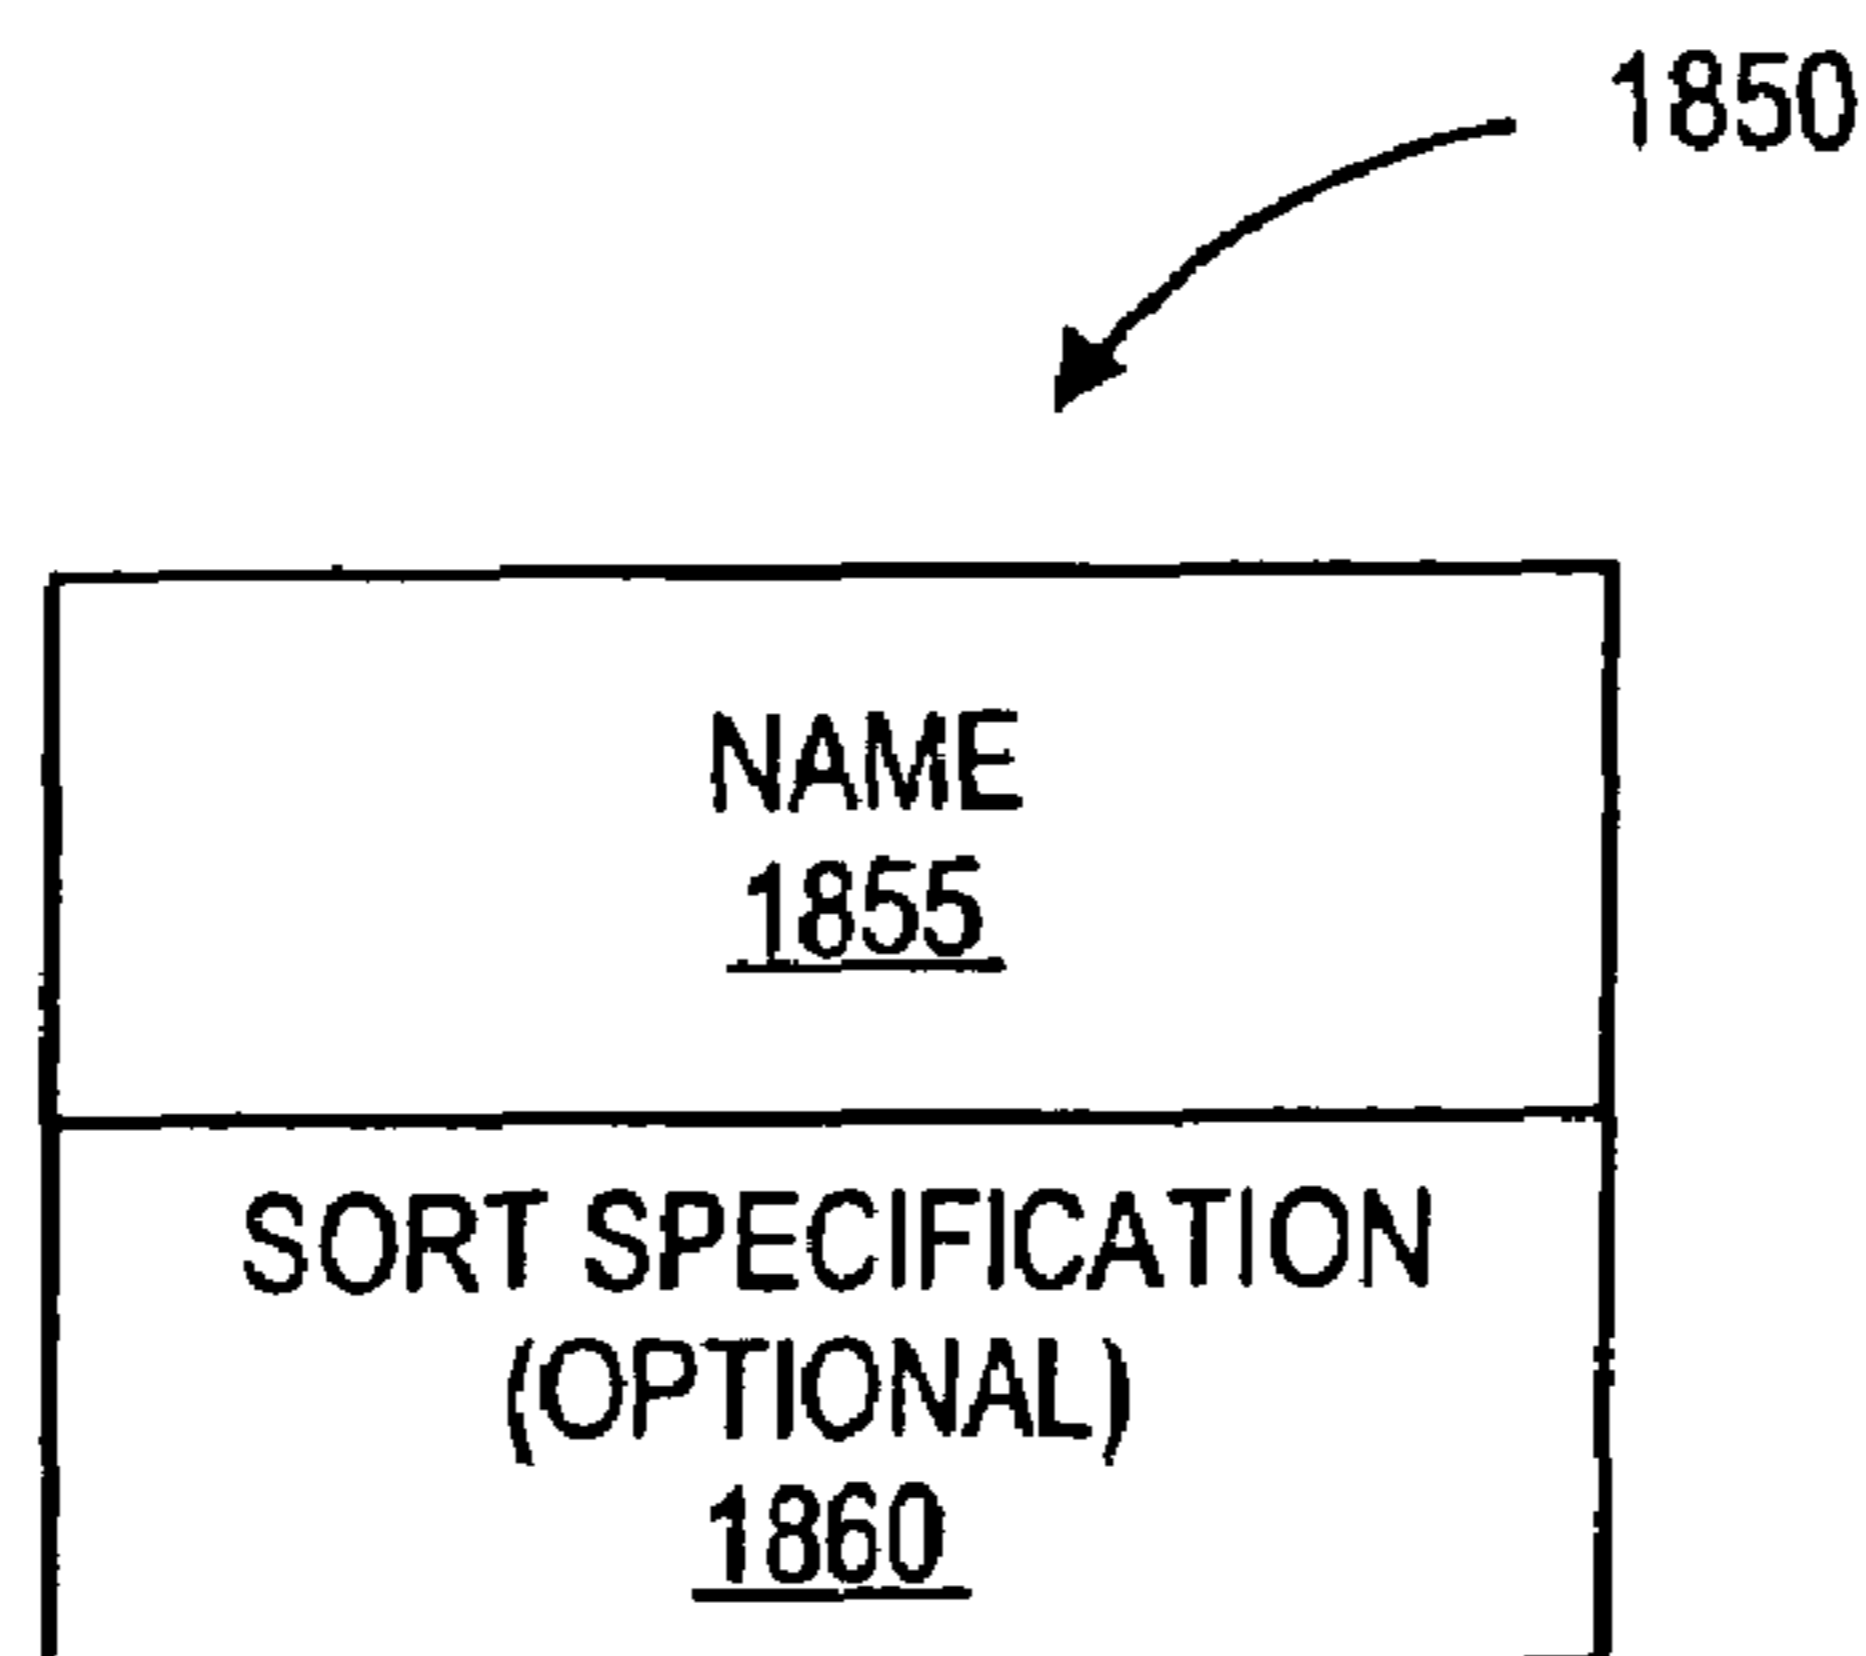 1850
NAME
1855
SORT SPECIFICATION
(OPTIONAL)
1860